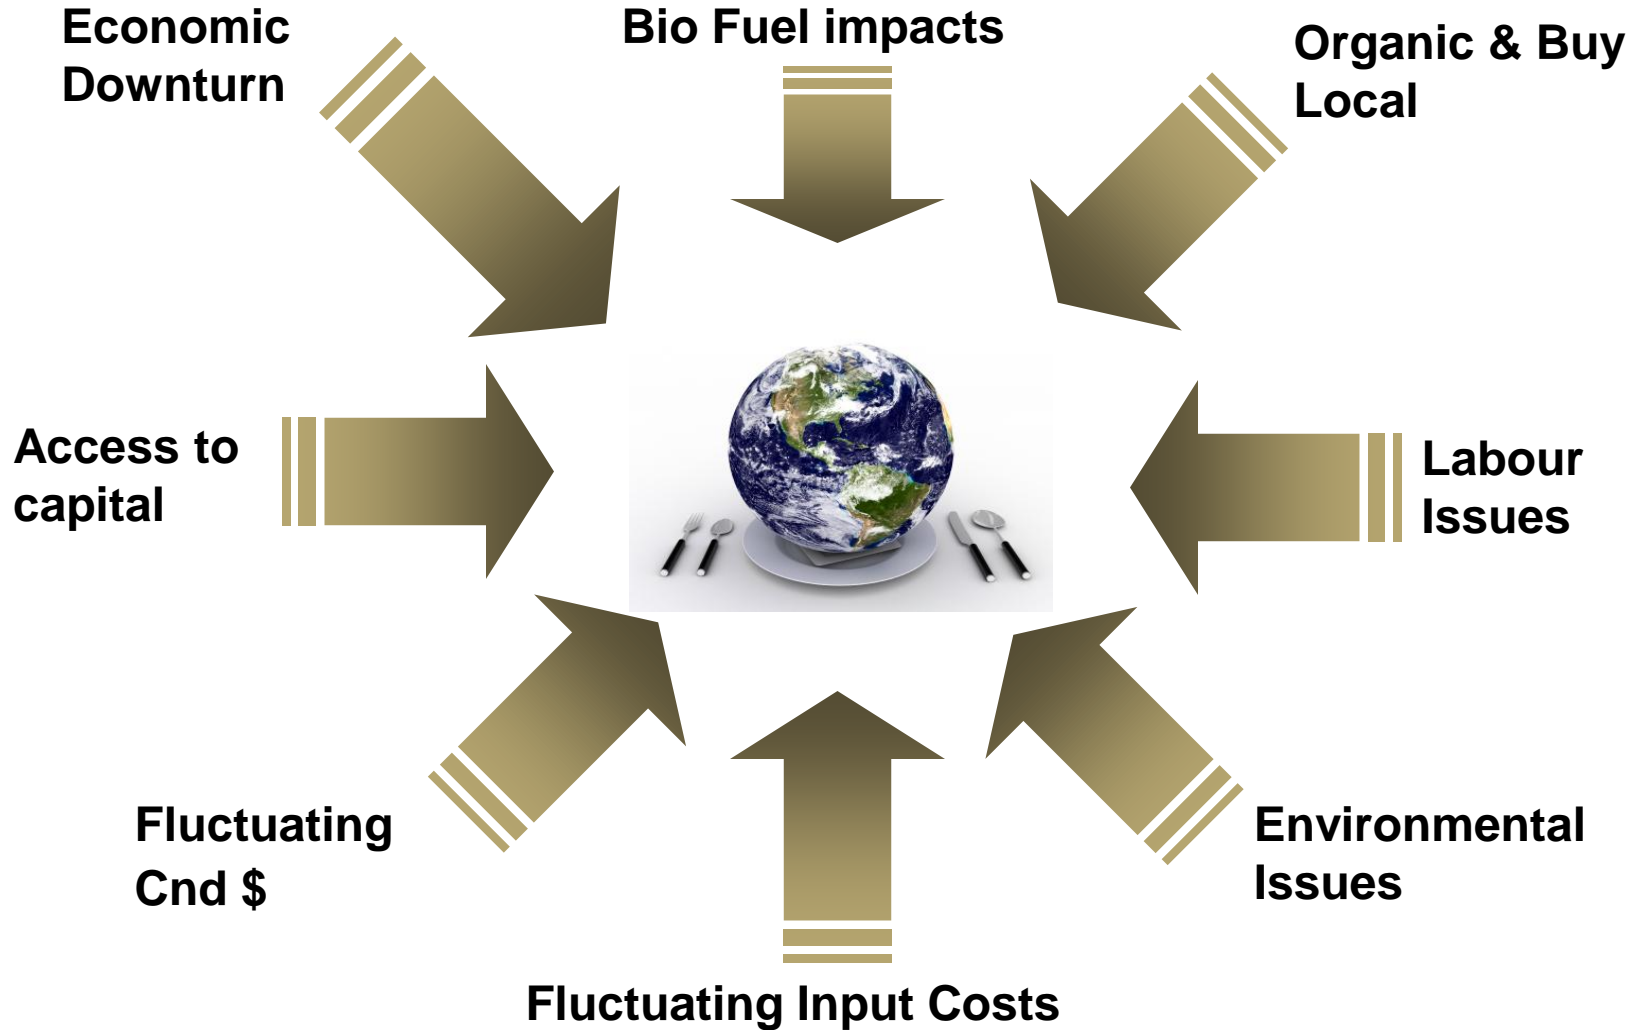 Economic
Downturn
Bio Fuel impacts
Organic & Buy
Local
Access to
capital
Labour
Issues
Fluctuating
Cnd $
Environmental
Issues
Fluctuating Input Costs